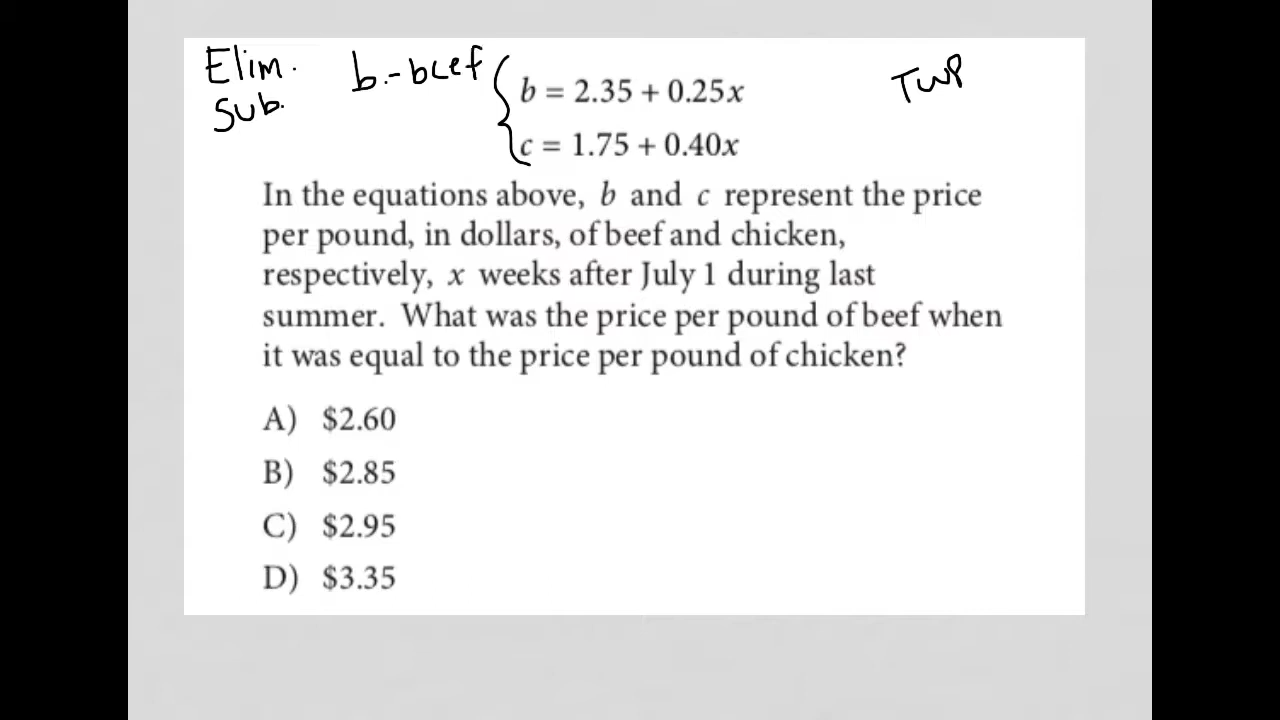 Elim.
Sub.
b - beef
b = 2.35 + 0.25x
c = 1.75 + 0.40x
In the equations above, b and c represent the price
per pound, in dollars, of beef and chicken,
respectively, x weeks after July 1 during last
summer. What was the price per pound of beef when
it was equal to the price per pound of chicken?
A) $2.60
B) $2.85
C) $2.95
D) $3.35